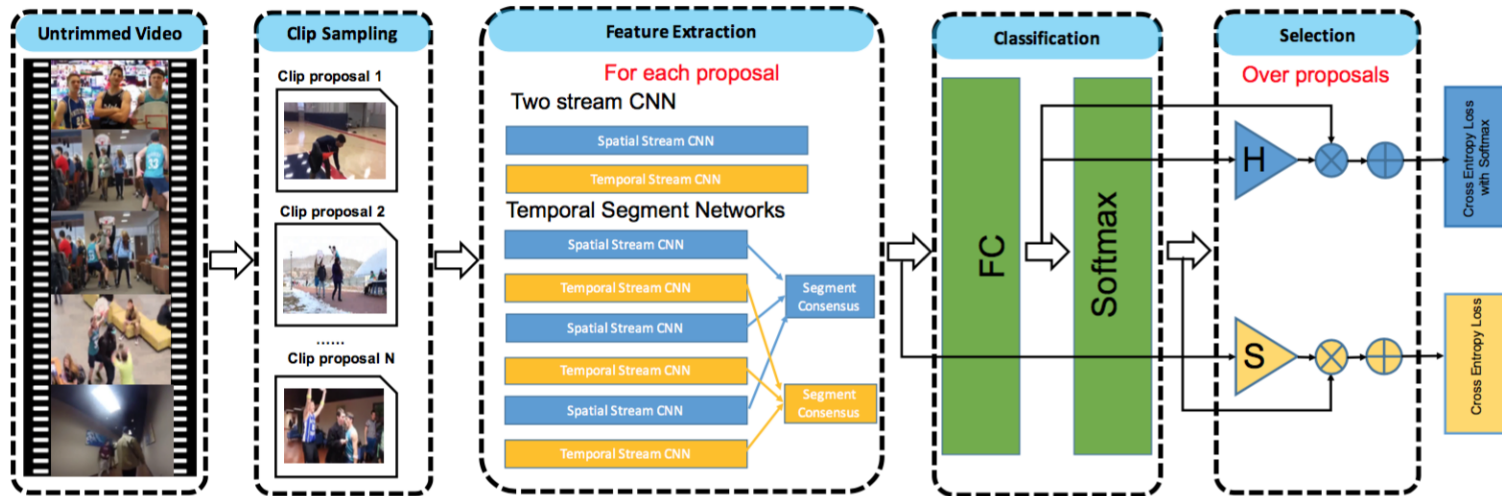 Untrimmed Video
Clip Sampling
Clip proposal 1
Clip proposal 2
......
Clip proposal N
Feature Extraction
For each proposal
Two stream CNN
Spatial Stream CNN
Temporal Stream CNN
Temporal Segment Networks
Spatial Stream CNN
Temporal Stream CNN
Spatial Stream CNN
Temporal Stream CNN
Spatial Stream CNN
Temporal Stream CNN
Segment
Consensus
Segment
Consensus
Classification
FC
Softmax
Selection
Over proposals
H
S
Cross Entropy Loss
with Softmax
Cross Entropy Loss